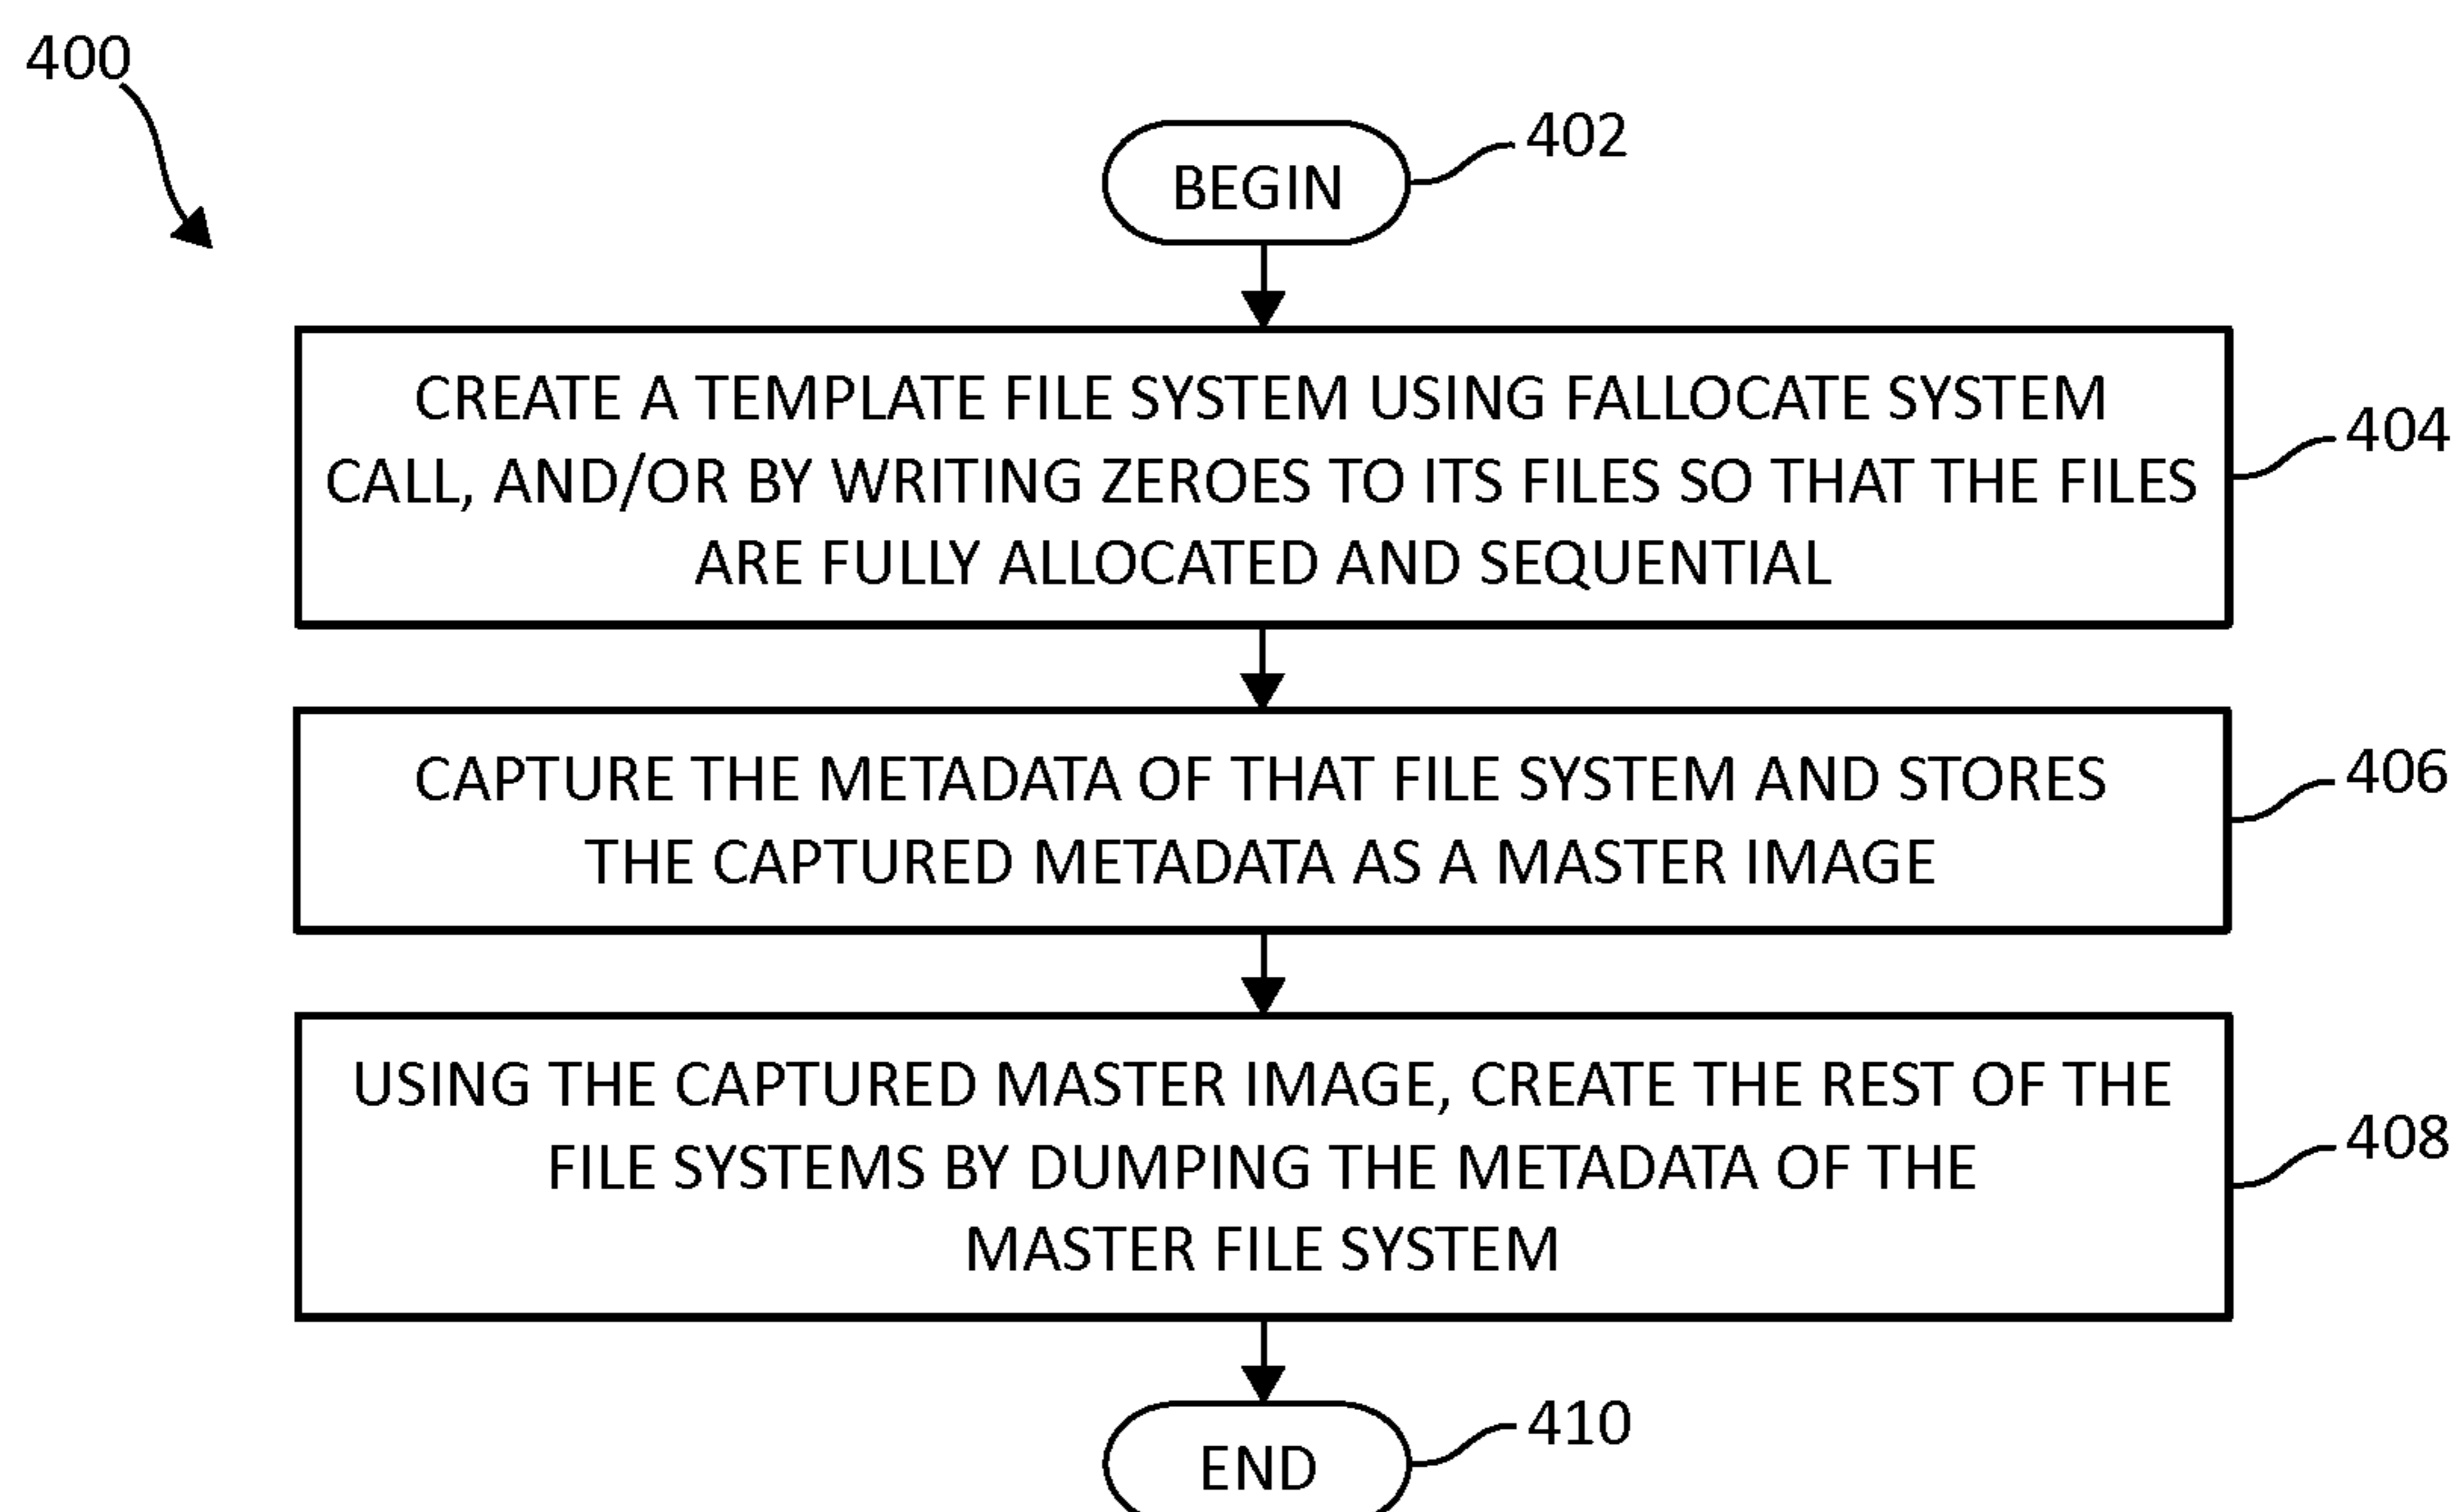 400
BEGIN
402
CREATE A TEMPLATE FILE SYSTEM USING FALLOCATE SYSTEM
CALL, AND/OR BY WRITING ZEROES TO ITS FILES SO THAT THE FILES
ARE FULLY ALLOCATED AND SEQUENTIAL
404
CAPTURE THE METADATA OF THAT FILE SYSTEM AND STORES
THE CAPTURED METADATA AS A MASTER IMAGE
406
USING THE CAPTURED MASTER IMAGE, CREATE THE REST OF THE
FILE SYSTEMS BY DUMPING THE METADATA OF THE
MASTER FILE SYSTEM
408
END
410